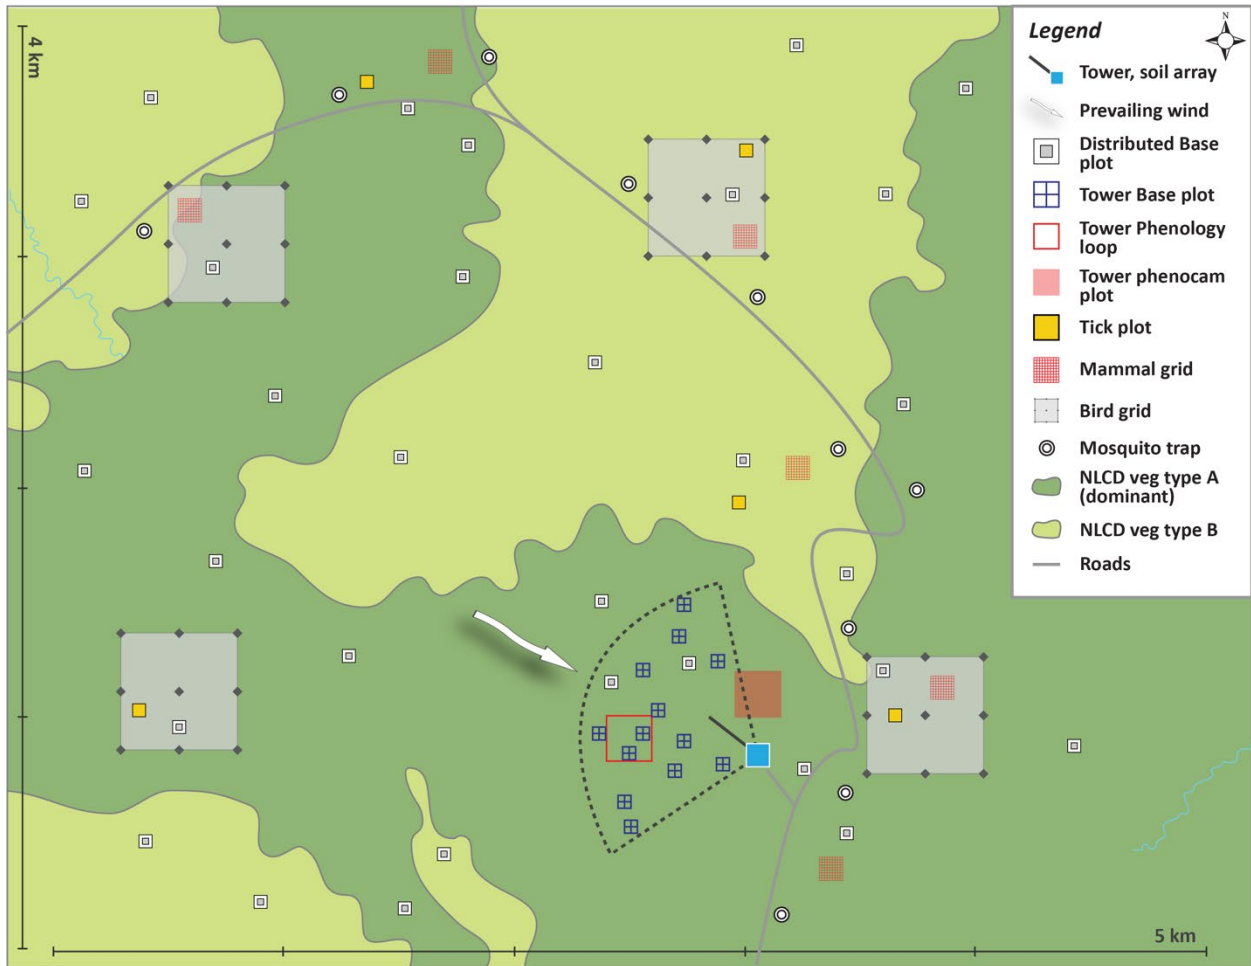 4 km
Legend
N
Tower, soil array
Prevailing wind
Distributed Base
plot
Tower Base plot
Tower Phenology
loop
Tower phenocam
plot
Tick plot
Mammal grid
Bird grid
Mosquito trap
NLCD veg type A
(dominant)
NLCD veg type B
Roads
5 km